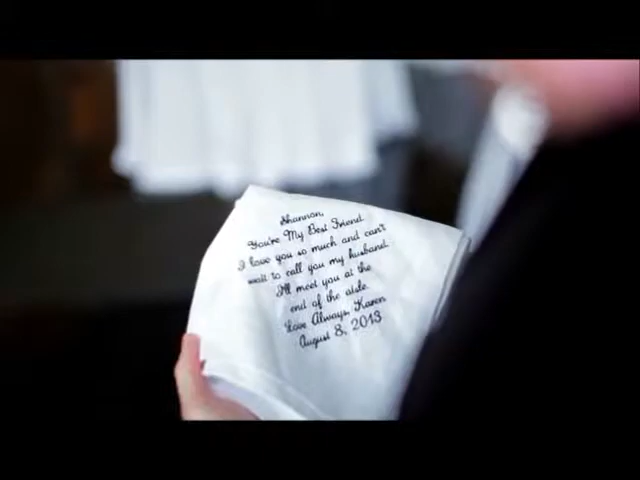 Shannon,
You're My Best Friend
I love you so much and can't
wait to call you my husband.
I'll meet you at the
end of the aisle.
Love Always, Karen
August 8, 2013